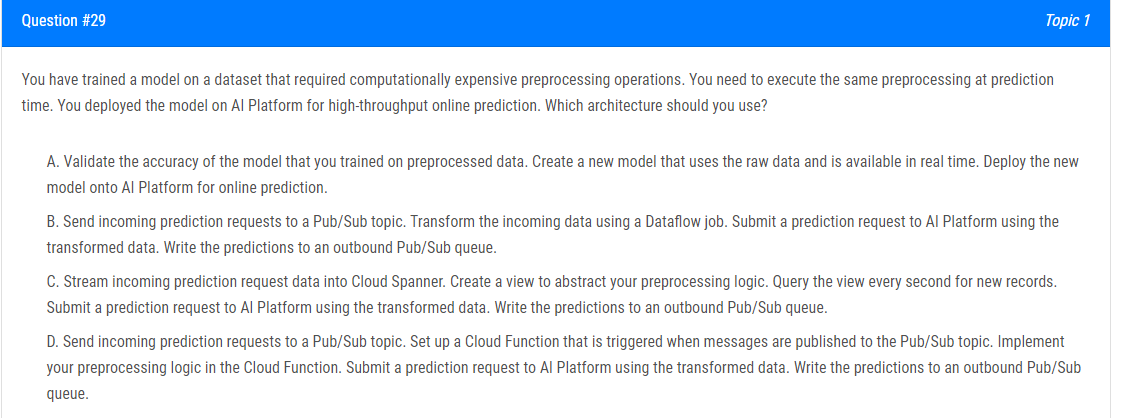 Question #29
Topic 1
You have trained a model on a dataset that required computationally expensive preprocessing operations. You need to execute the same preprocessing at prediction
time. You deployed the model on AI Platform for high-throughput online prediction. Which architecture should you use?
A. Validate the accuracy of the model that you trained on preprocessed data. Create a new model that uses the raw data and is available in real time. Deploy the new
model onto AI Platform for online prediction.
B. Send incoming prediction requests to a Pub/Sub topic. Transform the incoming data using a Dataflow job. Submit a prediction request to AI Platform using the
transformed data. Write the predictions to an outbound Pub/Sub queue.
C. Stream incoming prediction request data into Cloud Spanner. Create a view to abstract your preprocessing logic. Query the view every second for new records.
Submit a prediction request to AI Platform using the transformed data. Write the predictions to an outbound Pub/Sub queue.
D. Send incoming prediction requests to a Pub/Sub topic. Set up a Cloud Function that is triggered when messages are published to the Pub/Sub topic. Implement
your preprocessing logic in the Cloud Function. Submit a prediction request to AI Platform using the transformed data. Write the predictions to an outbound Pub/Sub
queue.